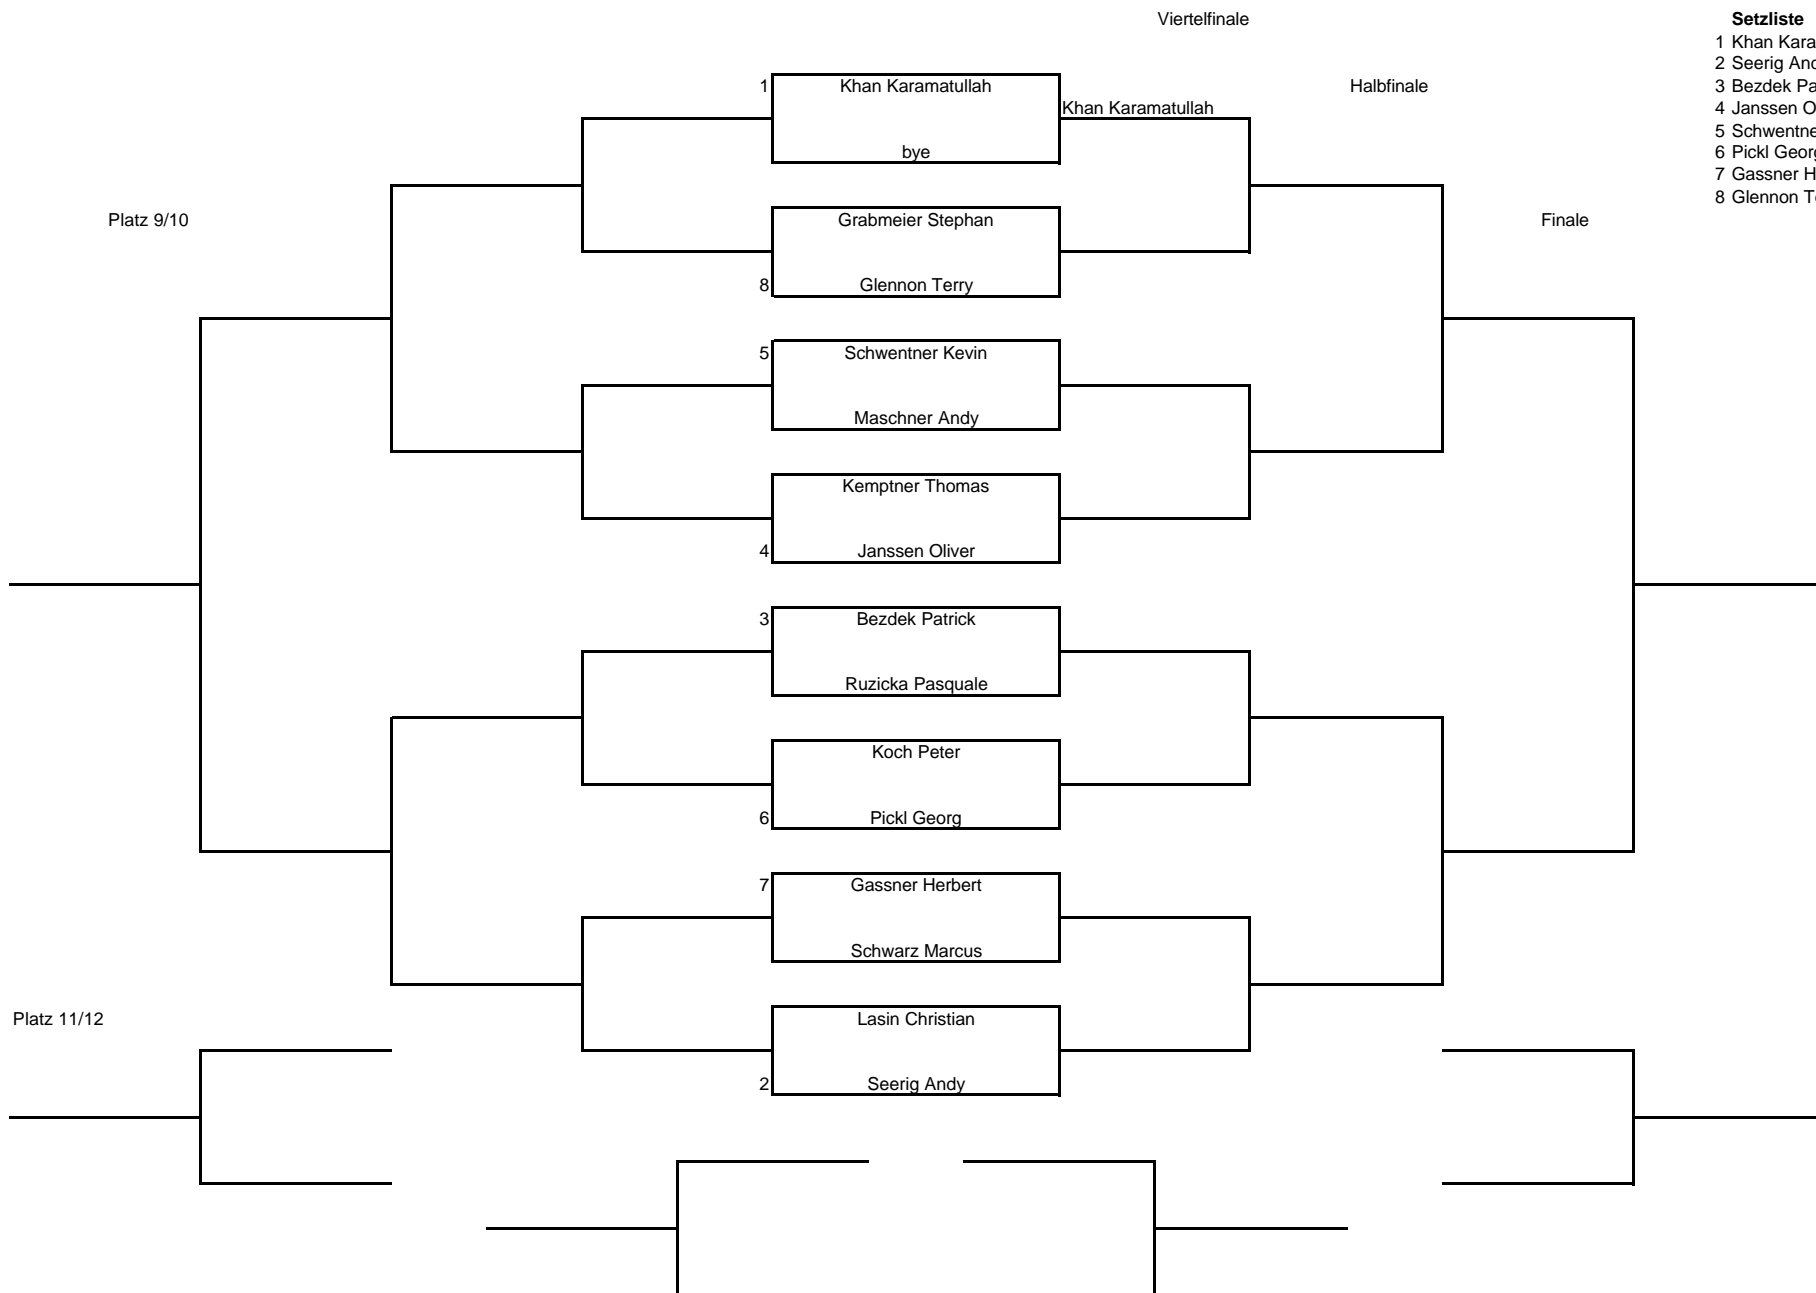 Viertelfinale
Setzliste
1 Khan Kara
2 Seerig And
3 Bezdek Pa
4 Janssen O
5 Schwentne
6 Pickl Georg
7 Gassner H
8 Glennon Te
Halbfinale
Finale
Platz 9/10
1 Khan Karamatullah
Khan Karamatullah
bye
Grabmeier Stephan
8 Glennon Terry
5 Schwentner Kevin
Maschner Andy
Kemptner Thomas
4 Janssen Oliver
3 Bezdek Patrick
Ruzicka Pasquale
Koch Peter
6 Pickl Georg
7 Gassner Herbert
Schwarz Marcus
Platz 11/12
Lasin Christian
2 Seerig Andy